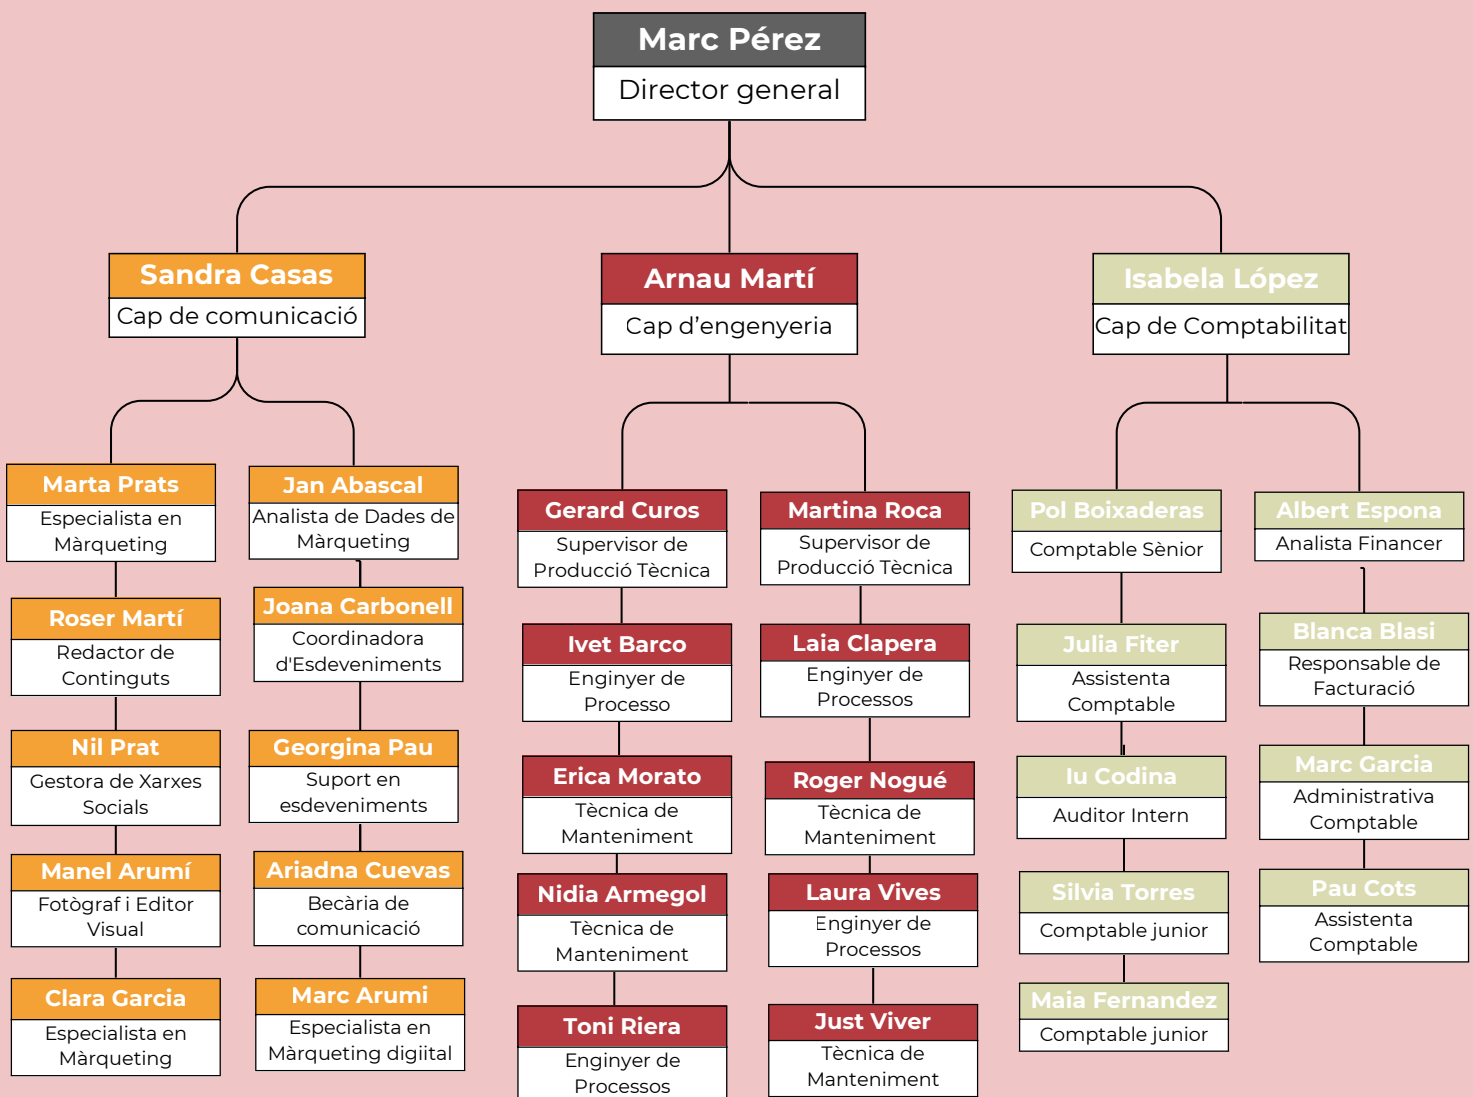 Marc Pérez
Director general
Sandra Casas
Cap de comunicació
Arnau Martí
Cap d’engenyeria
Isabela López
Cap de Comptabilitat
Marta Prats
Especialista en
Màrqueting
Roser Martí
Redactor de
Continguts
Nil Prat
Gestora de Xarxes
Socials
Manel Arumí
Fotògraf i Editor
Visual
Clara Garcia
Especialista en
Màrqueting
Jan Abascal
Analista de Dades de
Màrqueting
Joana Carbonell
Coordinadora
d'Esdeveniments
Georgina Pau
Suport en
esdeveniments
Ariadna Cuevas
Becària de
comunicació
Marc Arumi
Especialista en
Màrqueting digiital
Gerard Curos
Supervisor de
Producció Tècnica
Ivet Barco
Enginyer de
Processo
Erica Morato
Tècnica de
Manteniment
Nidia Armegol
Tècnica de
Manteniment
Toni Riera
Enginyer de
Processos
Martina Roca
Supervisor de
Producció Tècnica
Laia Clapera
Enginyer de
Processos
Roger Nogué
Tècnica de
Manteniment
Laura Vives
Enginyer de
Processos
Just Viver
Tècnica de
Manteniment
Pol Boixaderas
Comptable Sènior
Julia Fiter
Assistenta
Comptable
Iu Codina
Auditor Intern
Silvia Torres
Comptable junior
Maia Fernandez
Comptable junior
Albert Espona
Analista Financer
Blanca Blasi
Responsable de
Facturació
Marc Garcia
Administrativa
Comptable
Pau Cots
Assistenta
Comptable